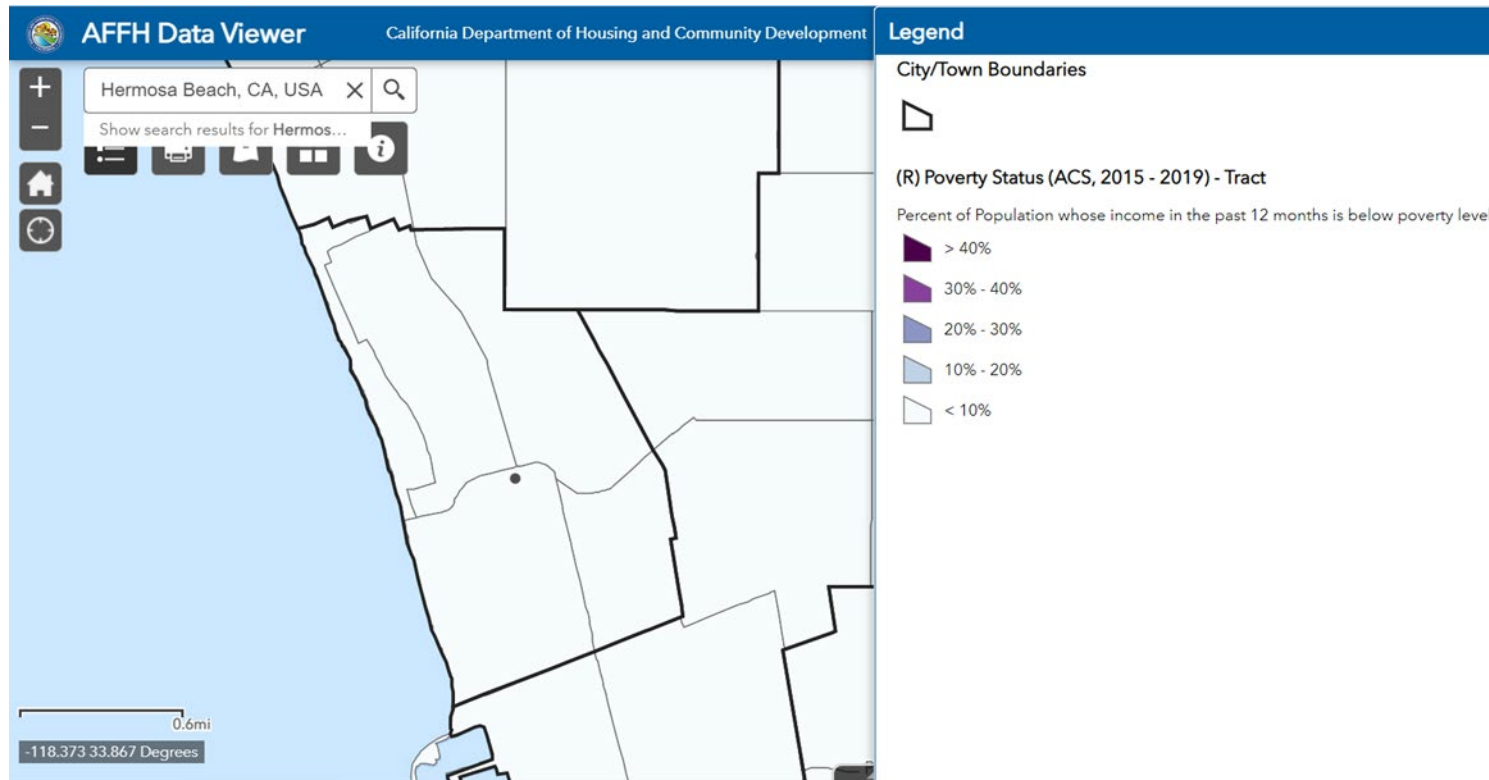 AFFH Data Viewer
California Department of Housing and Community Development
Legend
+
Hermosa Beach, CA, USA
−
Show search results for Hermos...
City/Town Boundaries
(R) Poverty Status (ACS, 2015 - 2019) - Tract
Percent of Population whose income in the past 12 months is below poverty level
> 40%
30% - 40%
20% - 30%
10% - 20%
< 10%
0.6mi
-118.373 33.867 Degrees